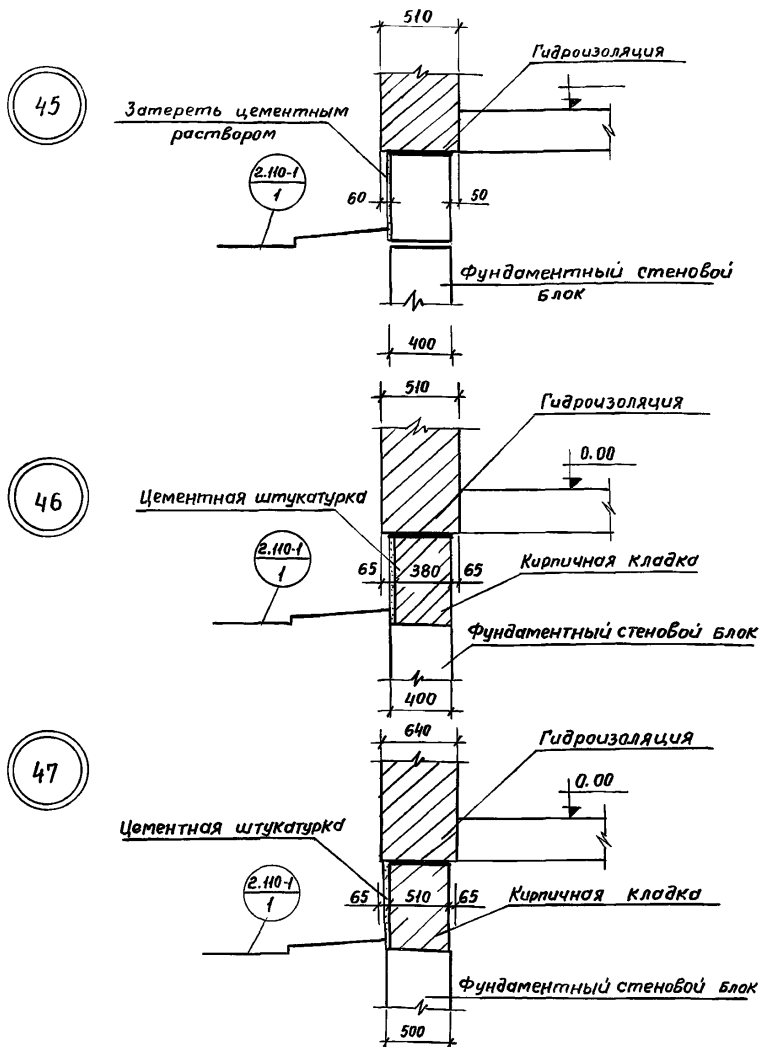 45
510
Гидроизоляция
Затереть цементным
раствором
2.110-1
1
60
50
Фундаментный стеновой
блок
400
46
510
Гидроизоляция
0.00
Цементная штукатурка
2.110-1
1
65
380
65
Кирпичная кладка
Фундаментный стеновой блок
400
47
640
Гидроизоляция
0.00
Цементная штукатурка
2.110-1
1
65
510
65
Кирпичная кладка
Фундаментный стеновой блок
500